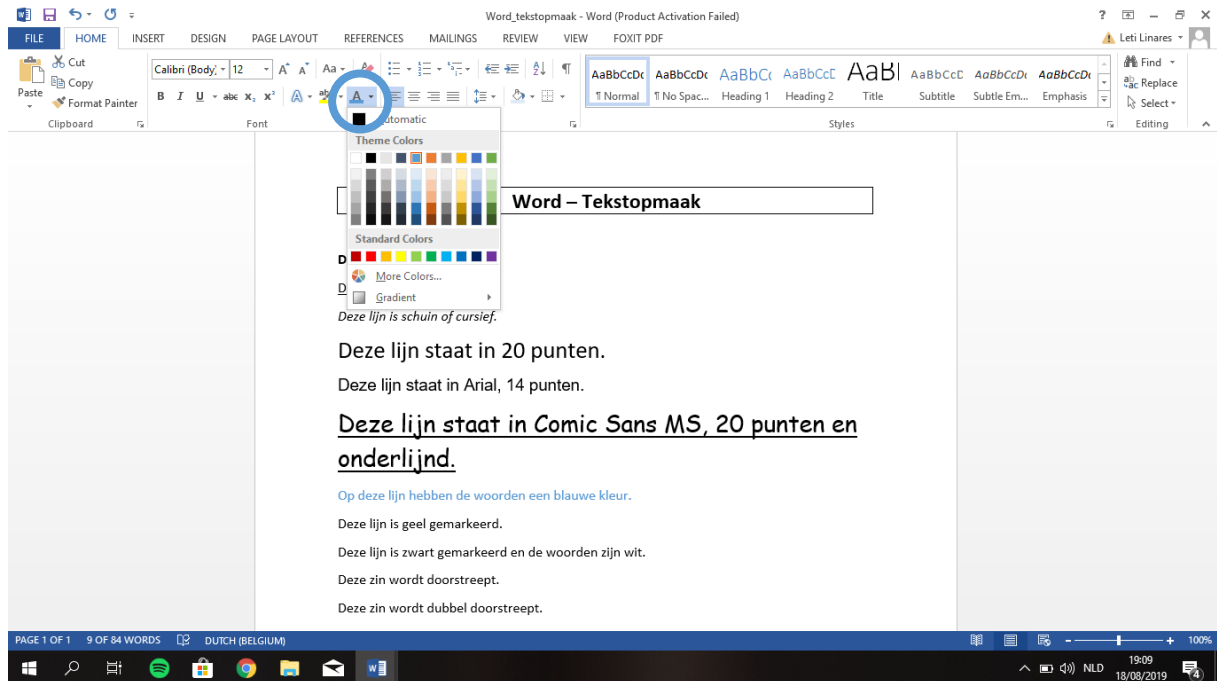 Word_tekstopmaak - Word (Product Activation Failed)
FILE HOME INSERT DESIGN PAGE LAYOUT REFERENCES MAILINGS REVIEW VIEW FOXIT PDF Leti Linares
Cut
Copy
Format Painter
Paste
Calibri (Body) 12
Clipboard Font Styles Editing
AaBbCcDc AaBbCcDc AaBbC AaBbCcD AaB AaBbCcD AaBbCcDc AaBbCcDc
¶ Normal ¶ No Spac... Heading 1 Heading 2 Title Subtitle Subtle Em... Emphasis
Find
Replace
Select
Automatic
Theme Colors
Standard Colors
More Colors...
Gradient
Word – Tekstopmaak
D
D
Deze lijn is schuin of cursief.
Deze lijn staat in 20 punten.
Deze lijn staat in Arial, 14 punten.
Deze lijn staat in Comic Sans MS, 20 punten en
onderlijnd.
Op deze lijn hebben de woorden een blauwe kleur.
Deze lijn is geel gemarkeerd.
Deze lijn is zwart gemarkeerd en de woorden zijn wit.
Deze zin wordt doorstreept.
Deze zin wordt dubbel doorstreept.
PAGE 1 OF 1 9 OF 84 WORDS DUTCH (BELGIUM) 100%
NLD 19:09
18/08/2019 4